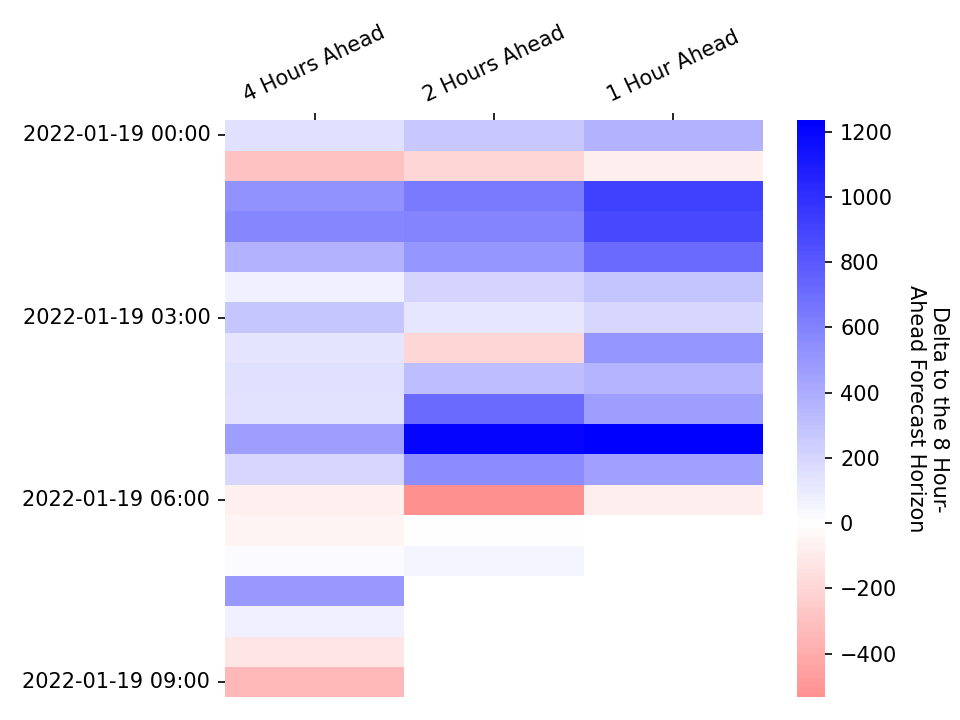 4 Hours Ahead
2 Hours Ahead
1 Hour Ahead
2022-01-19 00:00
2022-01-19 03:00
2022-01-19 06:00
2022-01-19 09:00
1200
1000
800
600
400
200
0
−200
−400
Delta to the 8 Hour-
Ahead Forecast Horizon